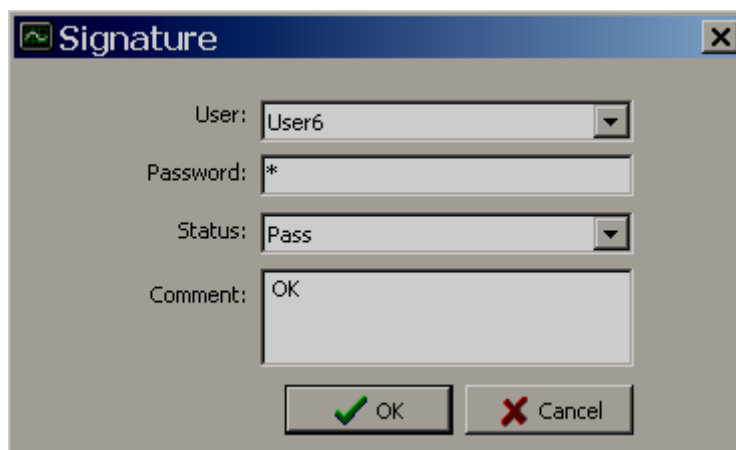 Signature
User: User6
Password: *
Status: Pass
Comment: OK
OK Cancel